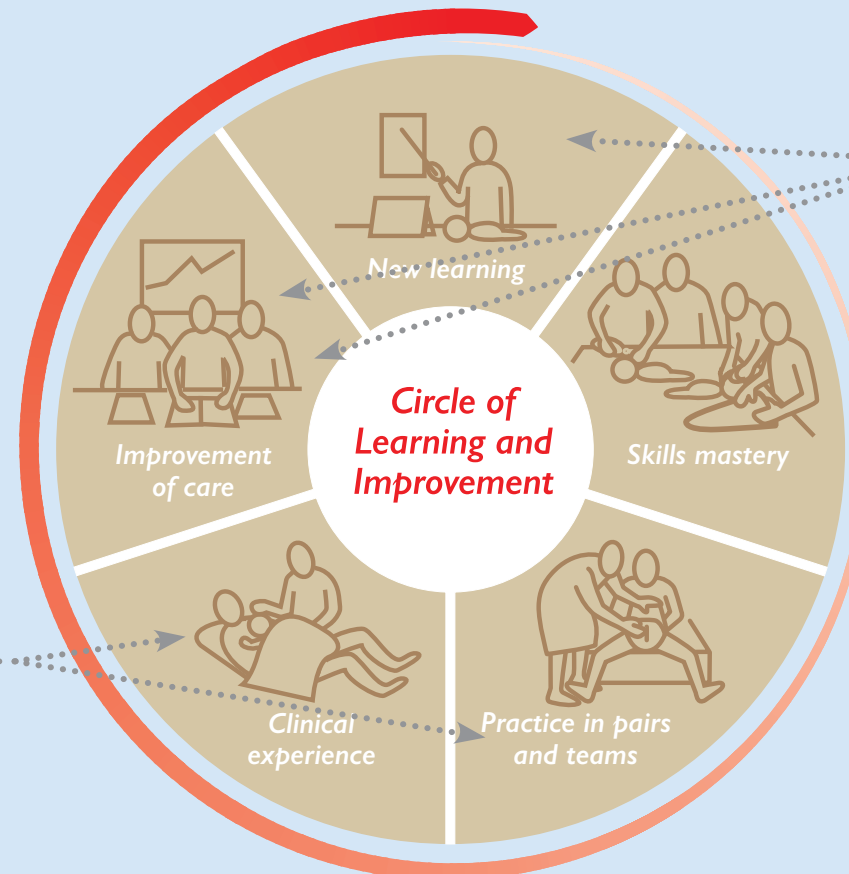 New learning
Circle of
Learning and
Improvement
Improvement
of care
Skills mastery
Clinical
experience
Practice in pairs
and teams